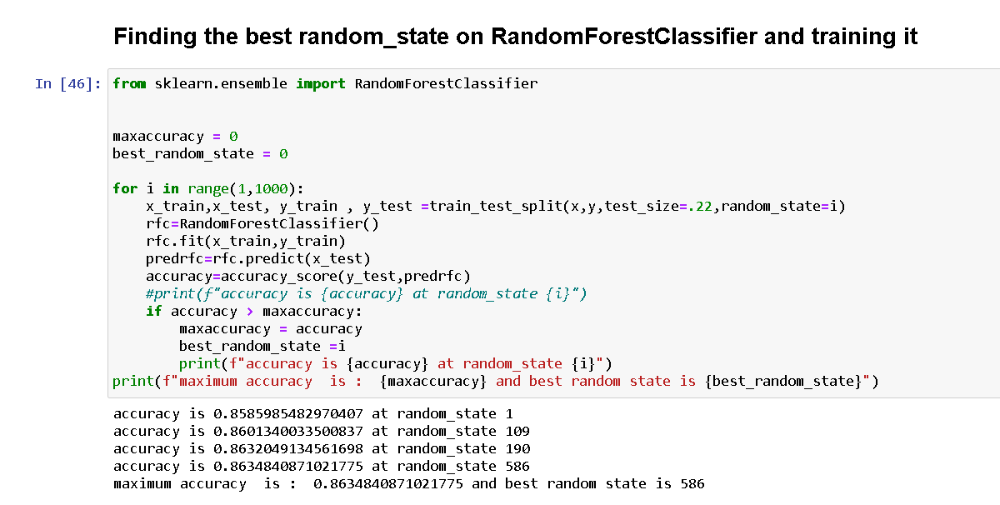 Finding the best random_state on RandomForestClassifier and training it
In [46]: from sklearn.ensemble import RandomForestClassifier
maxaccuracy = 0
best_random_state = 0
for i in range(1,1000):
    x_train,x_test, y_train , y_test =train_test_split(x,y,test_size=.22,random_state=i)
    rfc=RandomForestClassifier()
    rfc.fit(x_train,y_train)
    predrfc=rfc.predict(x_test)
    accuracy=accuracy_score(y_test,predrfc)
    #print(f"accuracy is {accuracy} at random_state {i}")
    if accuracy > maxaccuracy:
        maxaccuracy = accuracy
        best_random_state =i
        print(f"accuracy is {accuracy} at random_state {i}")
print(f"maximum accuracy  is :  {maxaccuracy} and best random state is {best_random_state}")
accuracy is 0.8585985482970407 at random_state 1
accuracy is 0.8601340033500837 at random_state 109
accuracy is 0.8632049134561698 at random_state 190
accuracy is 0.8634840871021775 at random_state 586
maximum accuracy  is :  0.8634840871021775 and best random state is 586